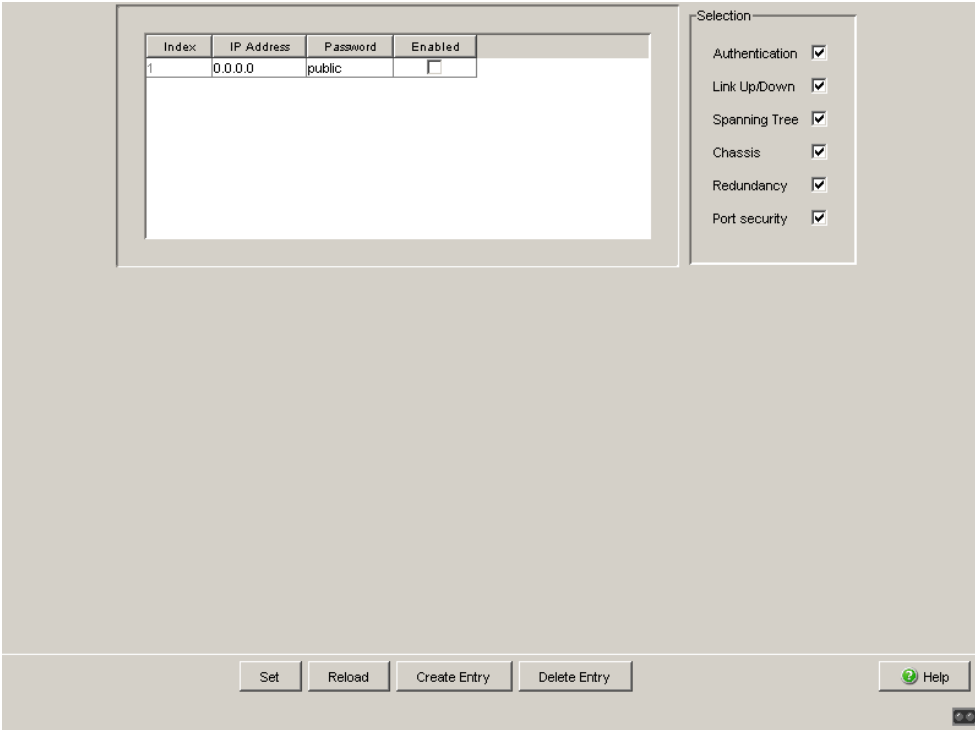 Index IP Address Password Enabled
1 0.0.0.0 public
Selection
Authentication
Link Up/Down
Spanning Tree
Chassis
Redundancy
Port security
Set Reload Create Entry Delete Entry Help